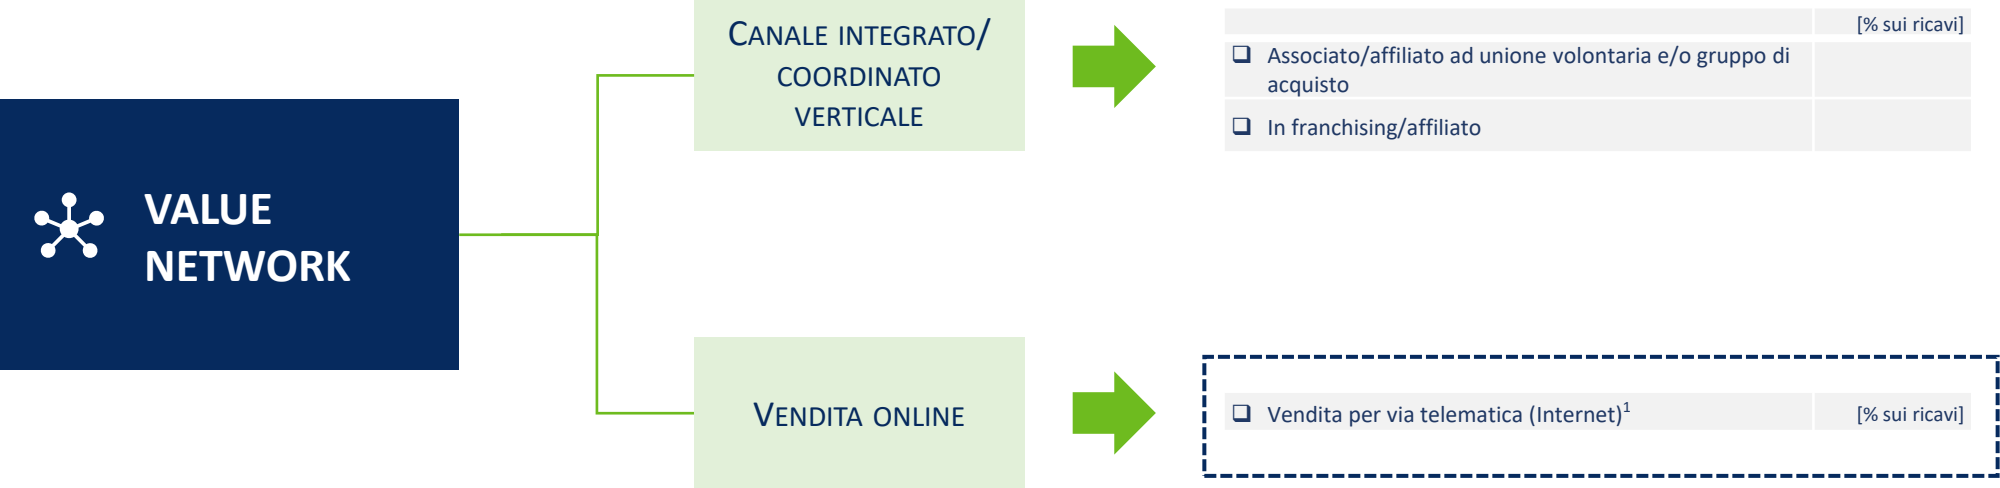 VALUE
NETWORK
CANALE INTEGRATO/
COORDINATO
VERTICALE
[% sui ricavi]
❑ Associato/affiliato ad unione volontaria e/o gruppo di
acquisto
❑ In franchising/affiliato
VENDITA ONLINE
❑ Vendita per via telematica (Internet)¹ [% sui ricavi]